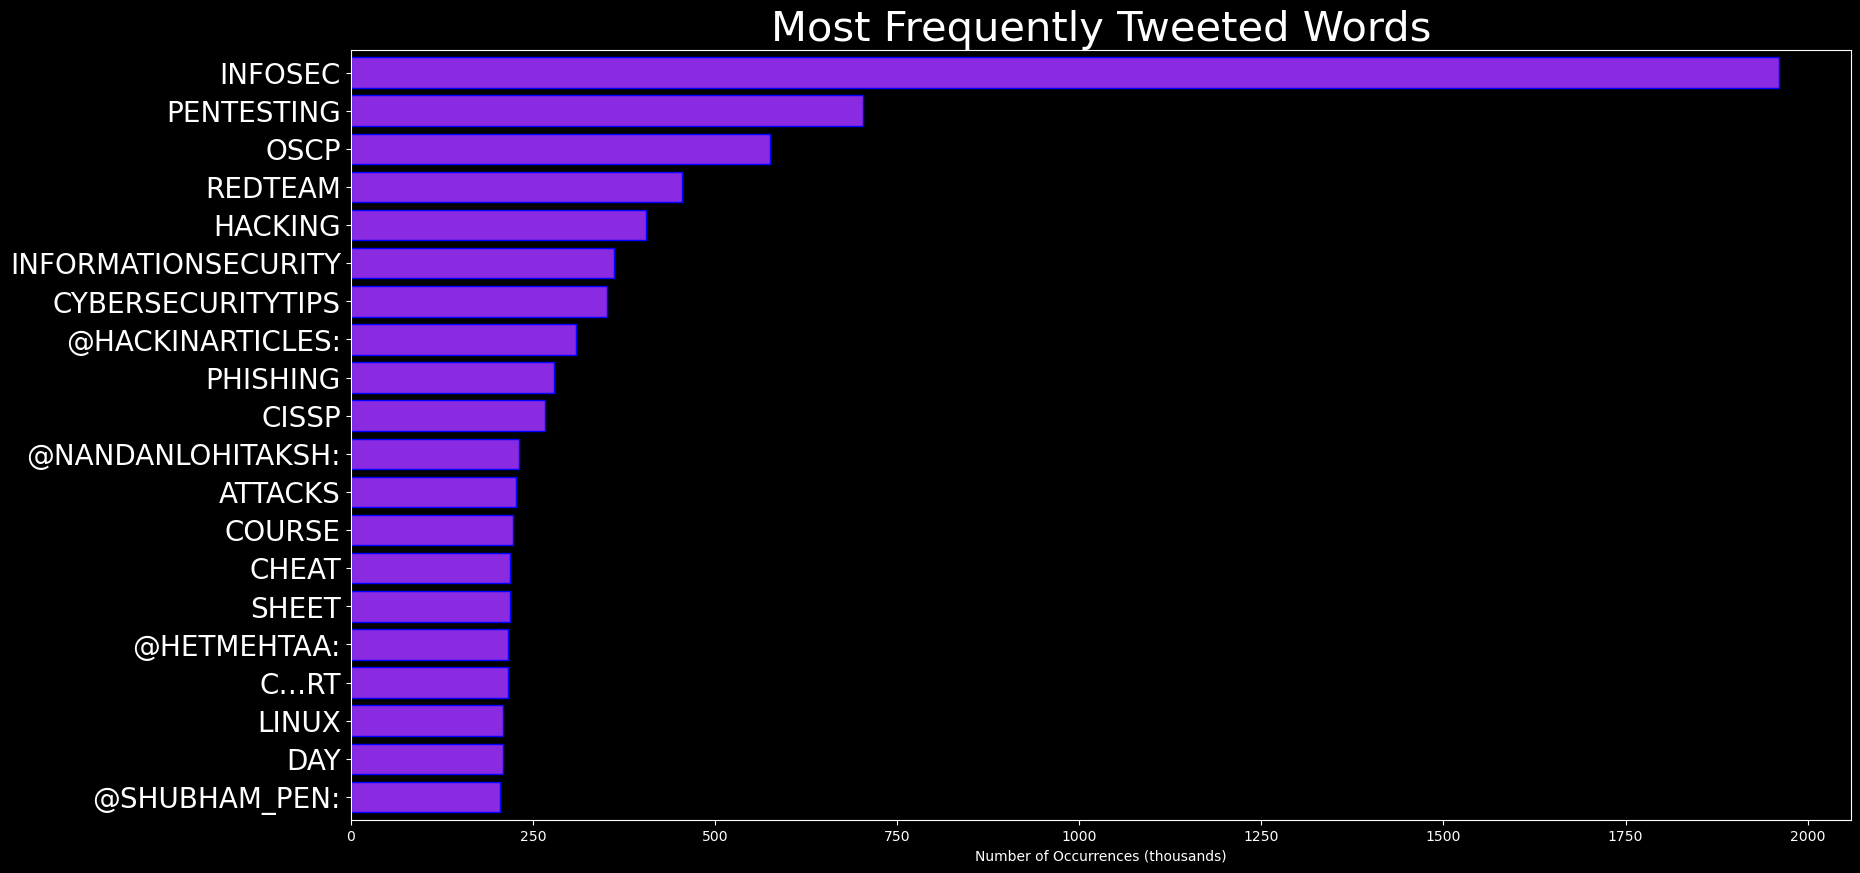 Most Frequently Tweeted Words
INFOSEC
PENTESTING
OSCP
REDTEAM
HACKING
INFORMATIONSECURITY
CYBERSECURITYTIPS
@HACKINARTICLES:
PHISHING
CISSP
@NANDANLOHITAKSH:
ATTACKS
COURSE
CHEAT
SHEET
@HETMEHTAA:
C…RT
LINUX
DAY
@SHUBHAM_PEN:
0 250 500 750 1000 1250 1500 1750 2000
Number of Occurrences (thousands)